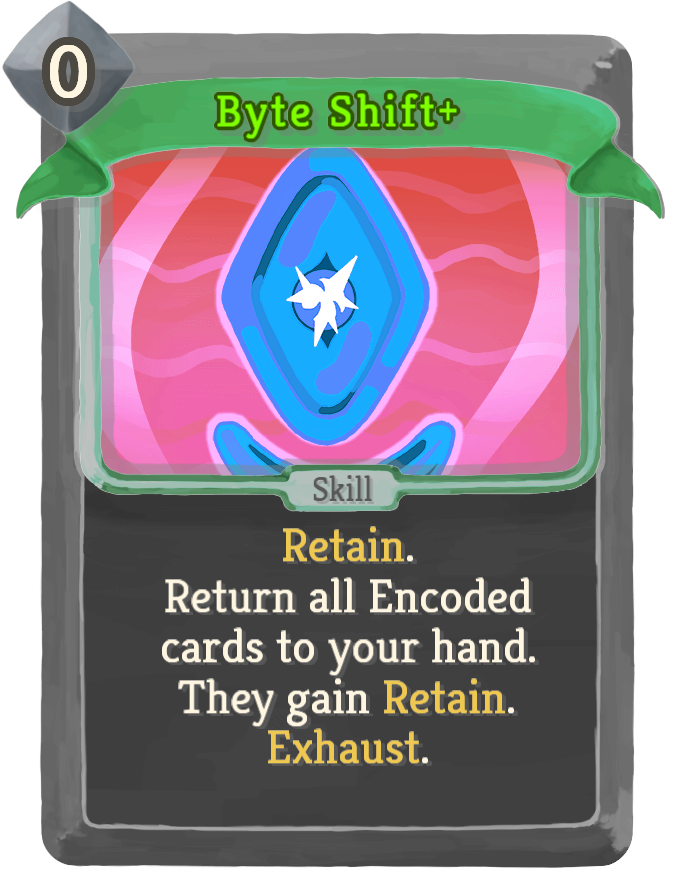 0
Byte Shift+
Skill
Retain.
Return all Encoded
cards to your hand.
They gain Retain.
Exhaust.